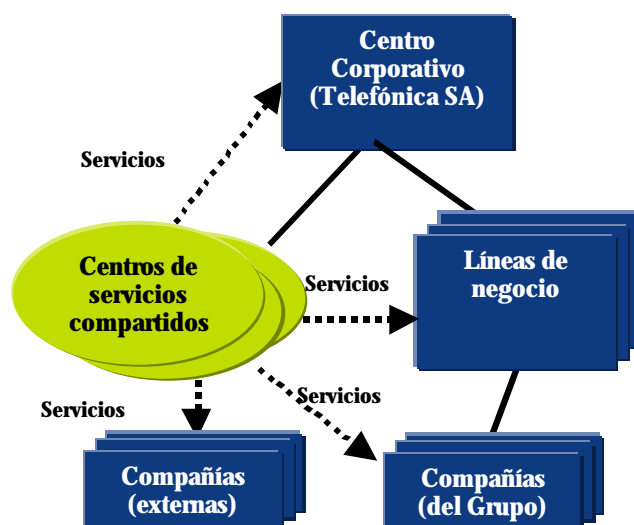 Centro
Corporativo
(Telefónica SA)
Servicios
Centros de
servicios
compartidos
Servicios
Líneas de
negocio
Servicios
Servicios
Compañías
(externas)
Compañías
(del Grupo)